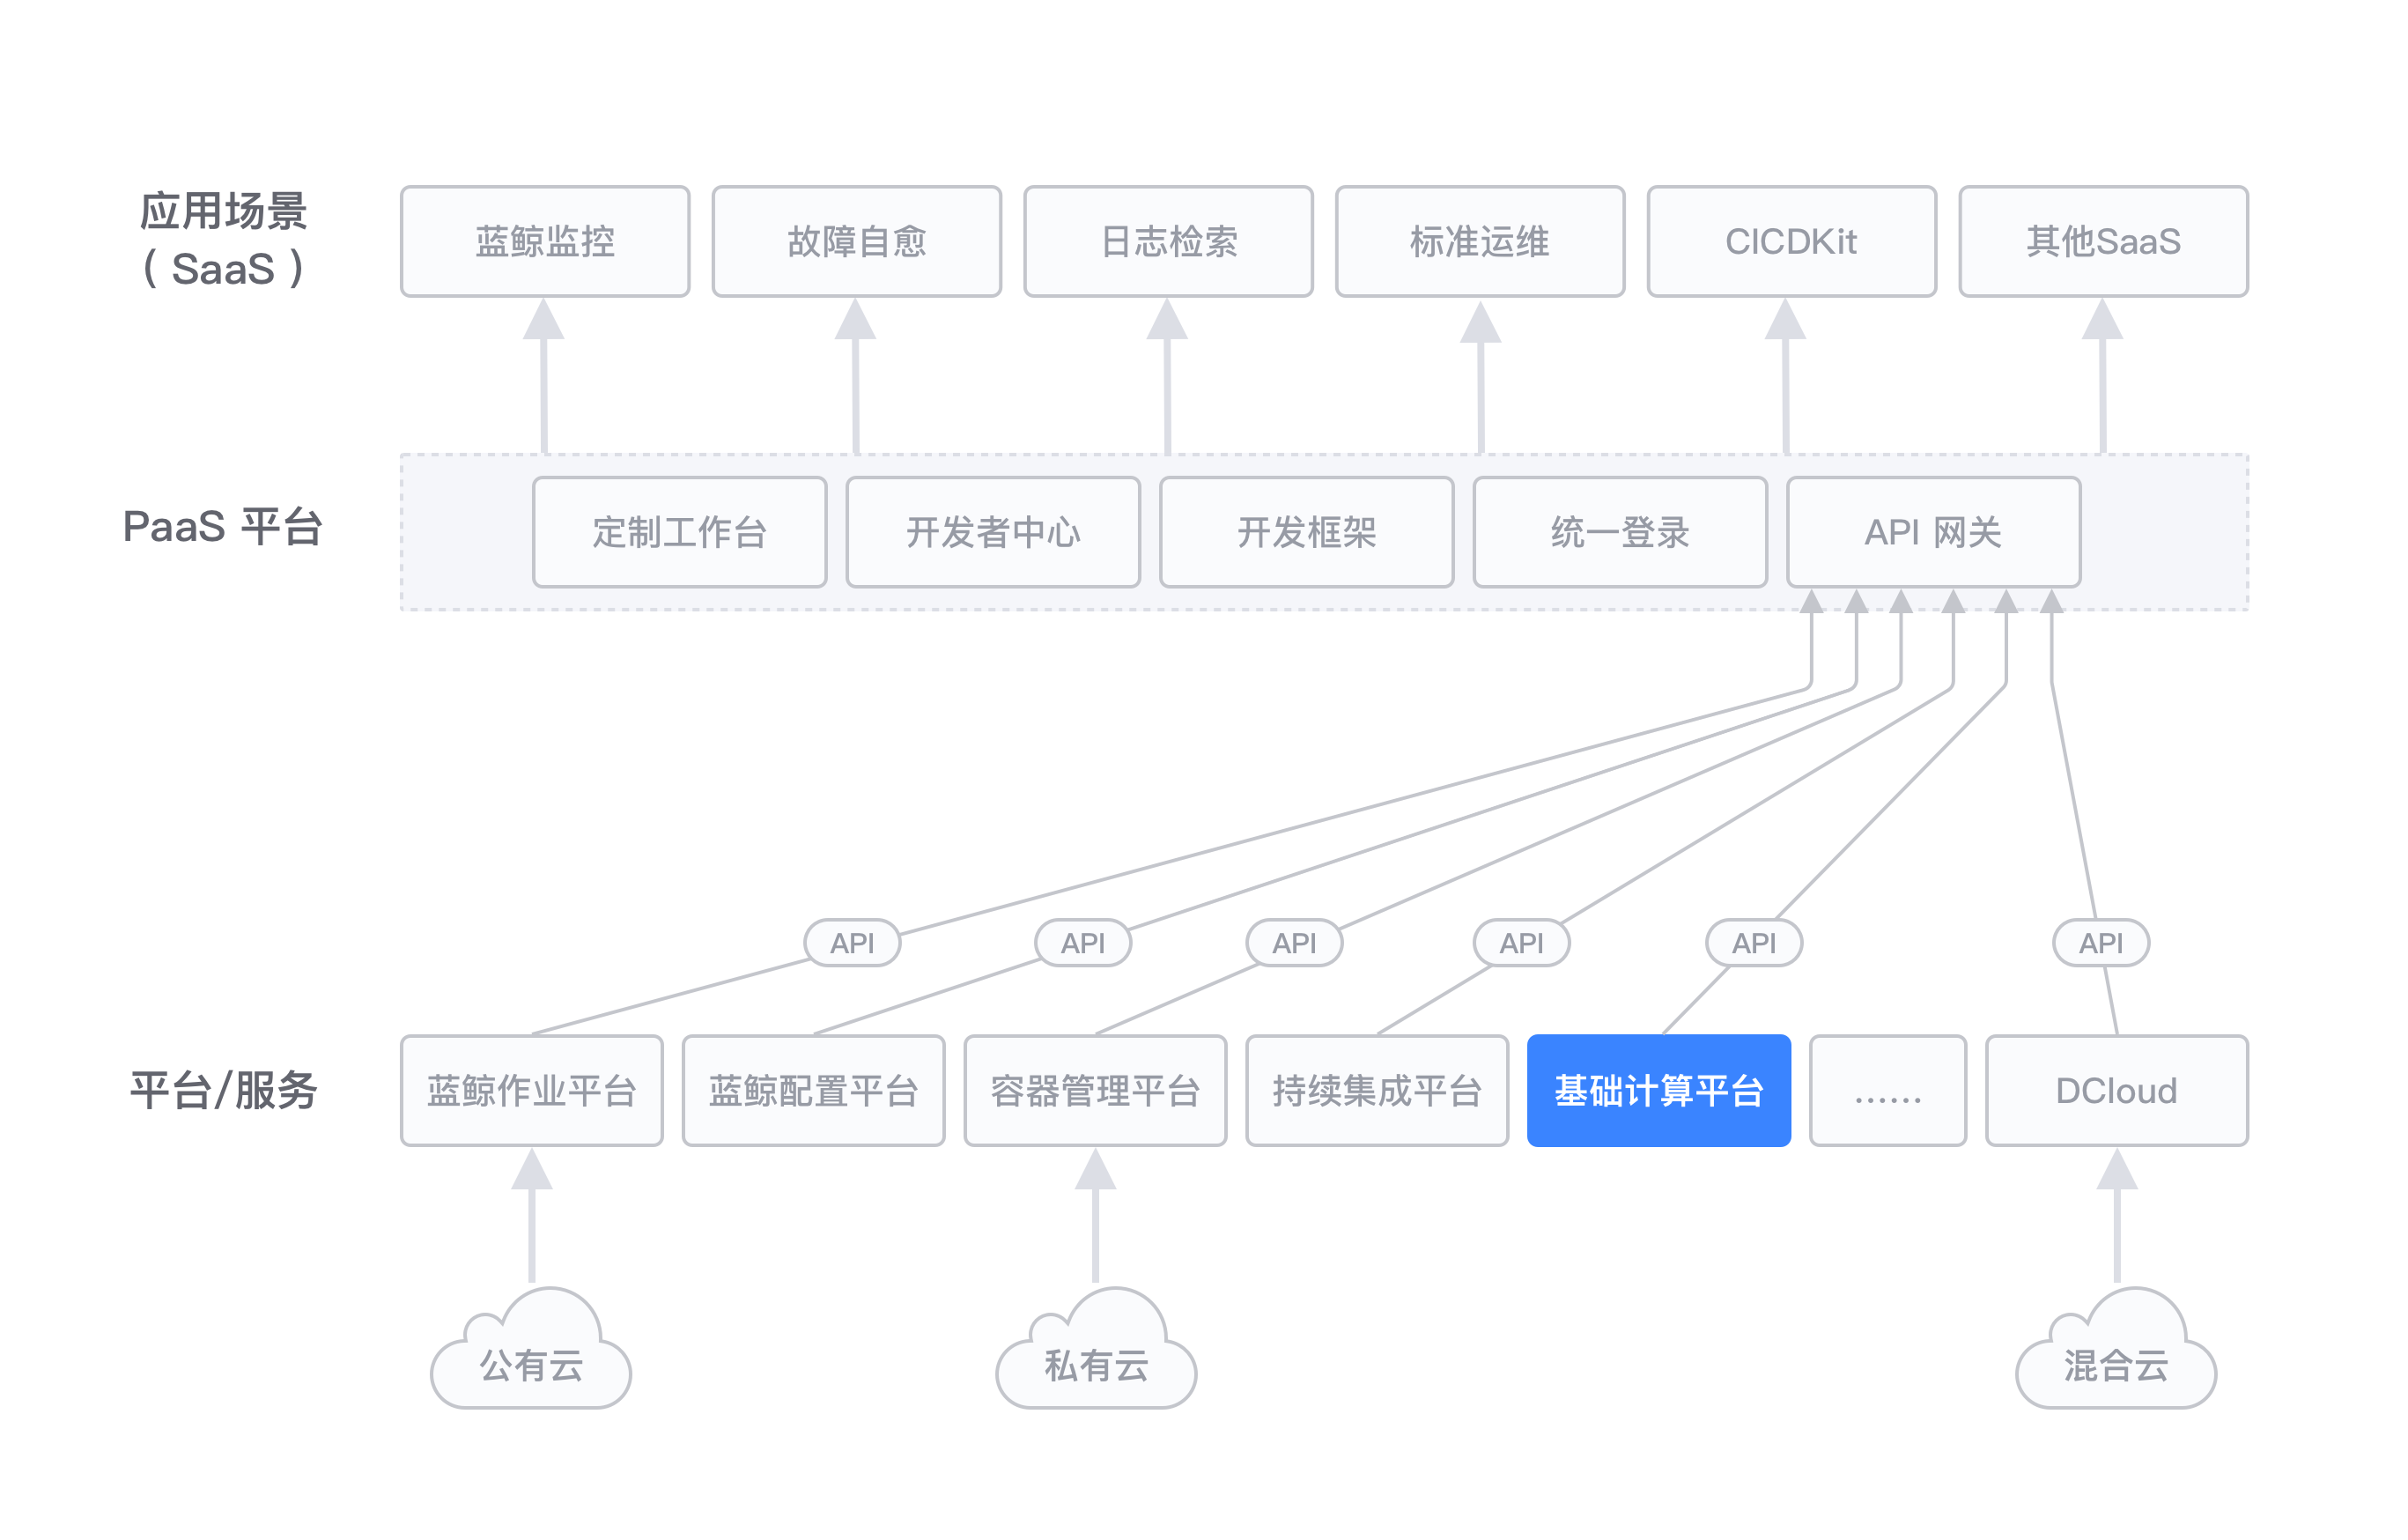 应用场景
（ SaaS ）
蓝鲸监控
故障自愈
日志检索
标准运维
CICDKit
其他SaaS
PaaS 平台
定制工作台
开发者中心
开发框架
统一登录
API 网关
API
API
API
API
API
API
平台/服务
蓝鲸作业平台
蓝鲸配置平台
容器管理平台
持续集成平台
基础计算平台
......
DCloud
公有云
私有云
混合云